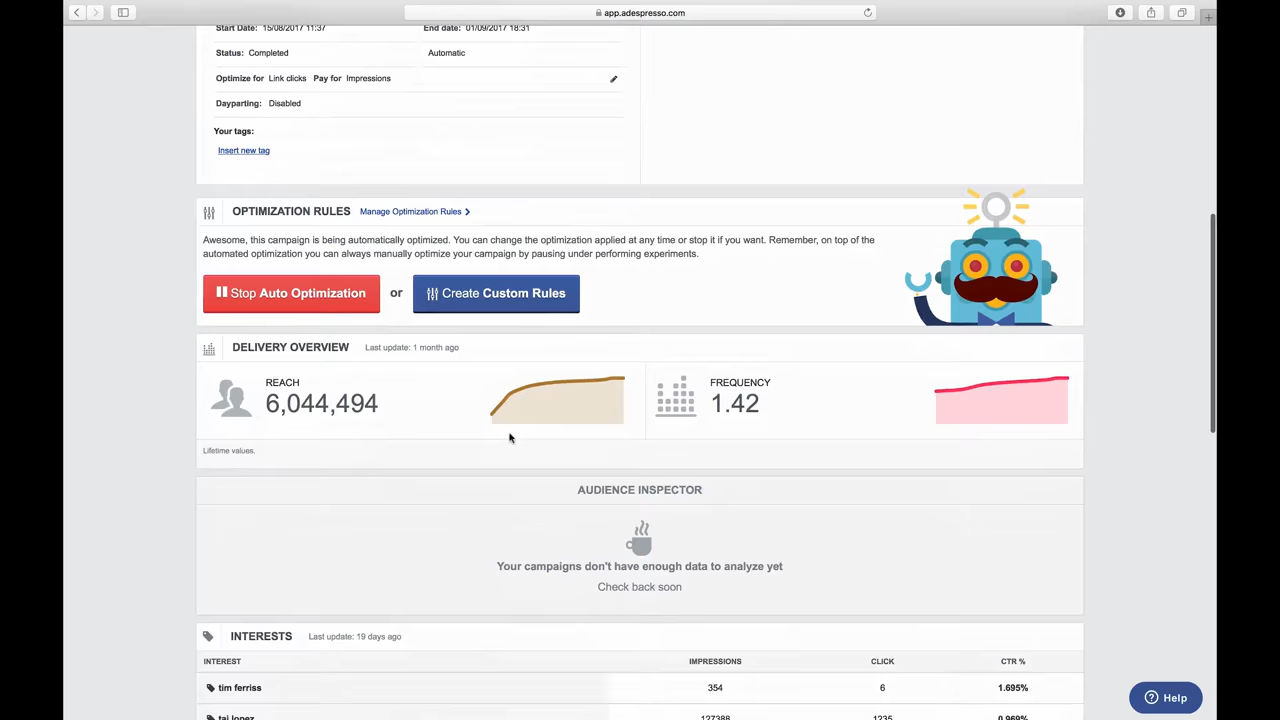 app.adespresso.com
Start Date: 15/08/2017 11:37 End date: 01/09/2017 18:31
Status: Completed Automatic
Optimize for Link clicks Pay for Impressions
Dayparting: Disabled
Your tags:
Insert new tag
OPTIMIZATION RULES Manage Optimization Rules
Awesome, this campaign is being automatically optimized. You can change the optimization applied at any time or stop it if you want. Remember, on top of the
automated optimization you can always manually optimize your campaign by pausing under performing experiments.
Stop Auto Optimization or Create Custom Rules
DELIVERY OVERVIEW Last update: 1 month ago
REACH FREQUENCY
6,044,494 1.42
Lifetime values.
AUDIENCE INSPECTOR
Your campaigns don't have enough data to analyze yet
Check back soon
INTERESTS Last update: 19 days ago
INTEREST IMPRESSIONS CLICK CTR %
tim ferriss 354 6 1.695%
tai lopez 127388 1235 0.969%
Help